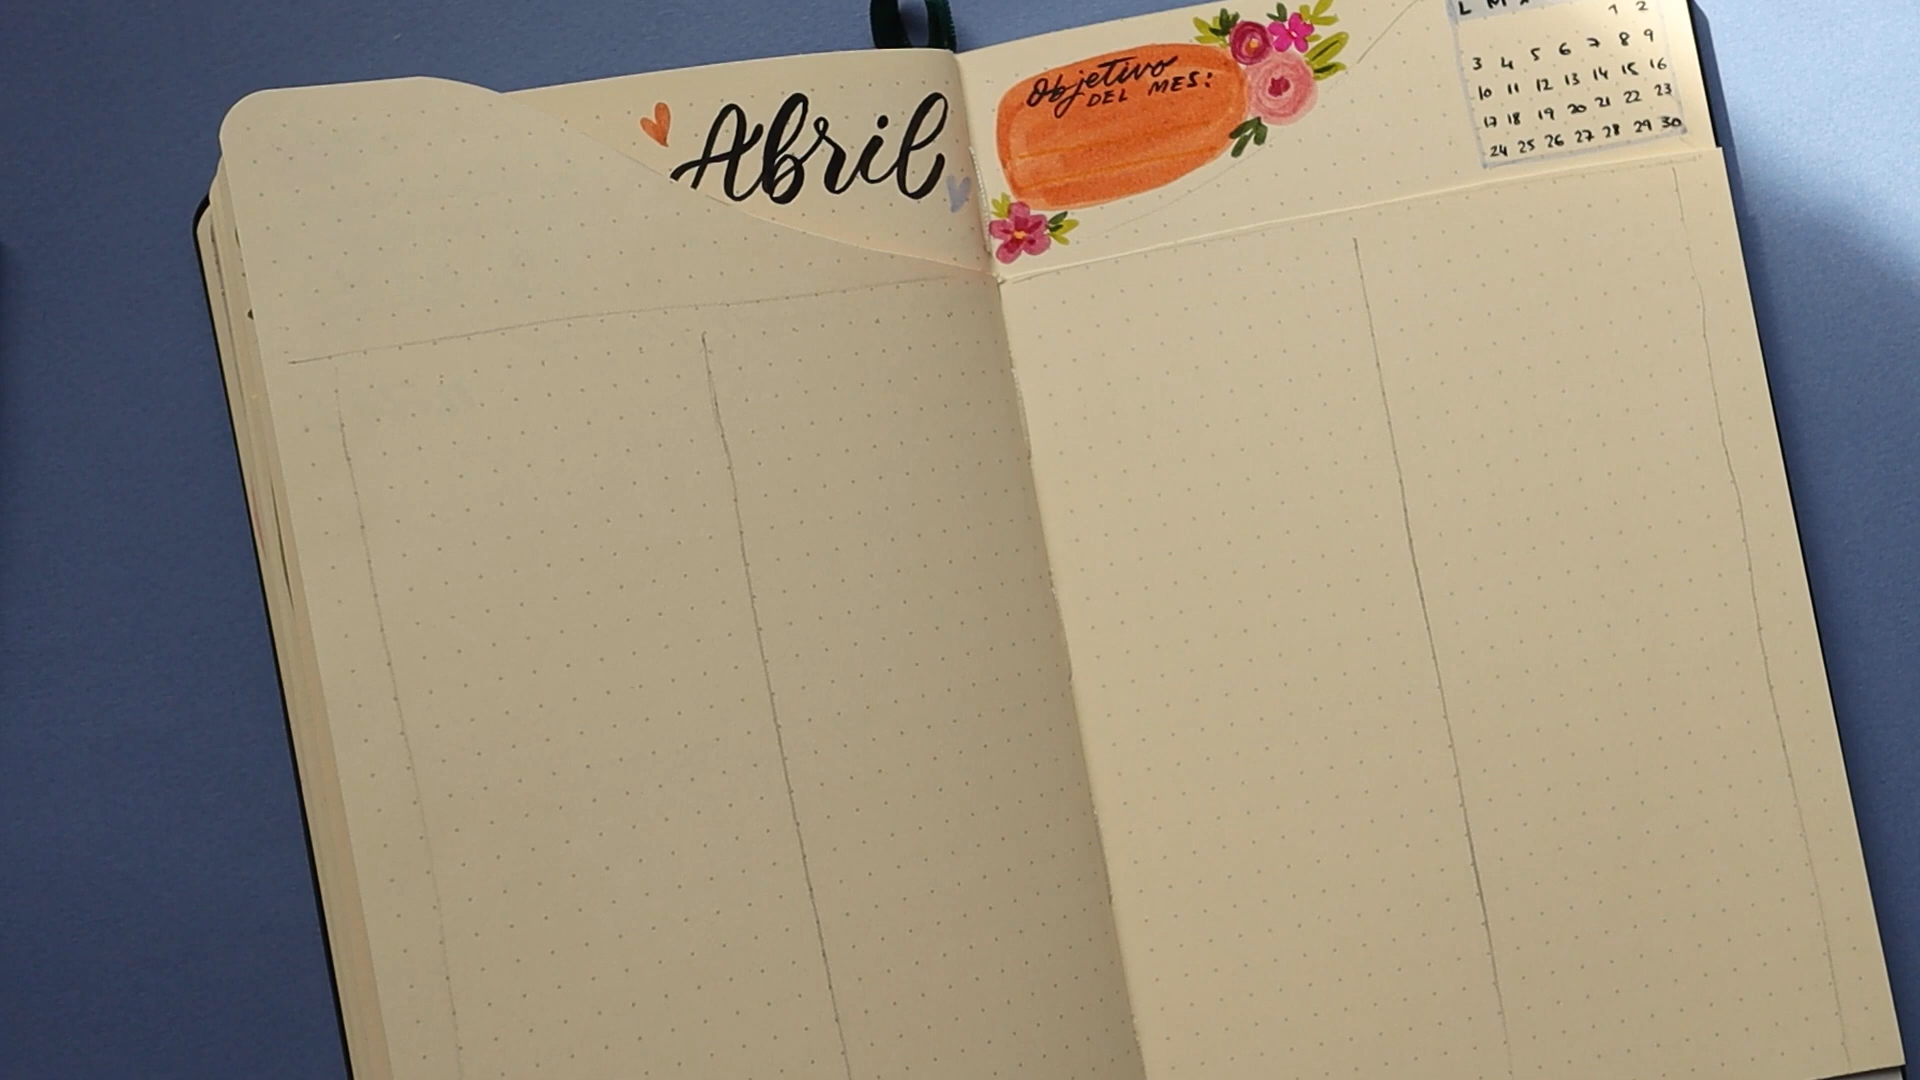 Abril
Objetivo
DEL MES:
L M
1 2
3 4 5 6 7 8 9
10 11 12 13 14 15 16
17 18 19 20 21 22 23
24 25 26 27 28 29 30